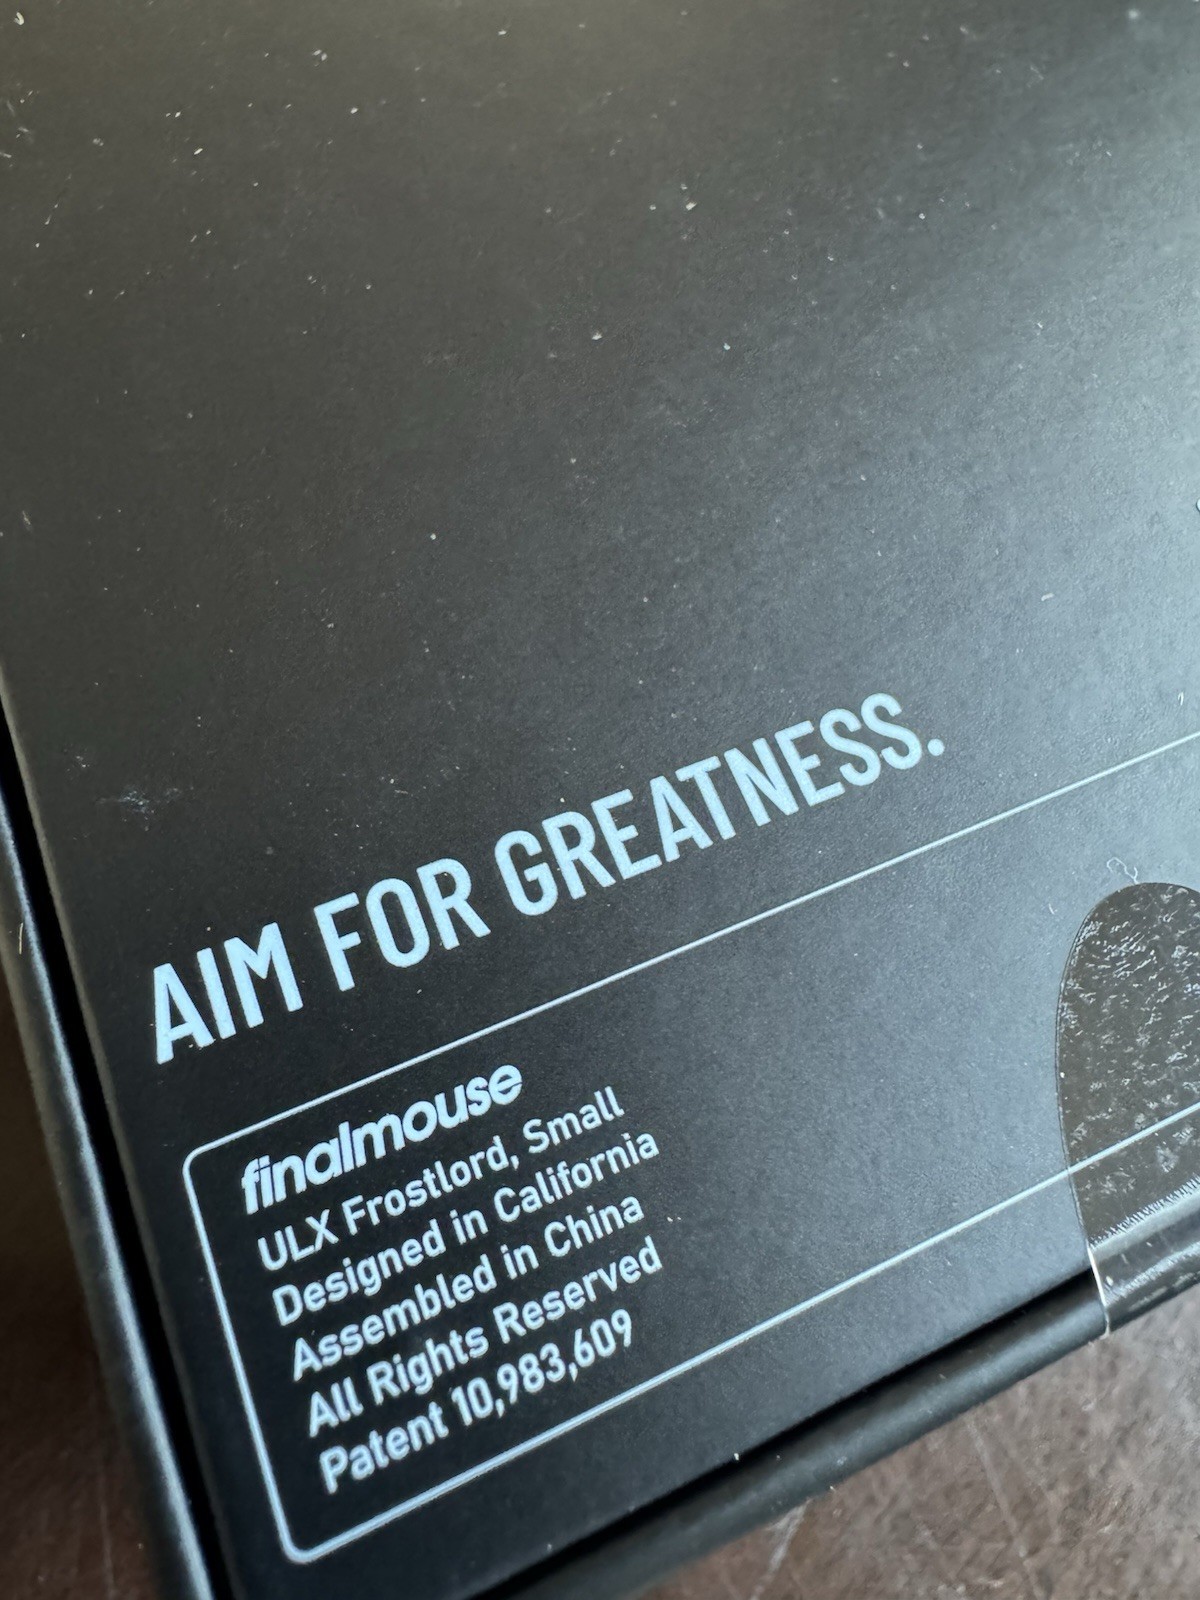 AIM FOR GREATNESS.
finalmouse
ULX Frostlord, Small
Designed in California
Assembled in China
All Rights Reserved
Patent 10,983,609